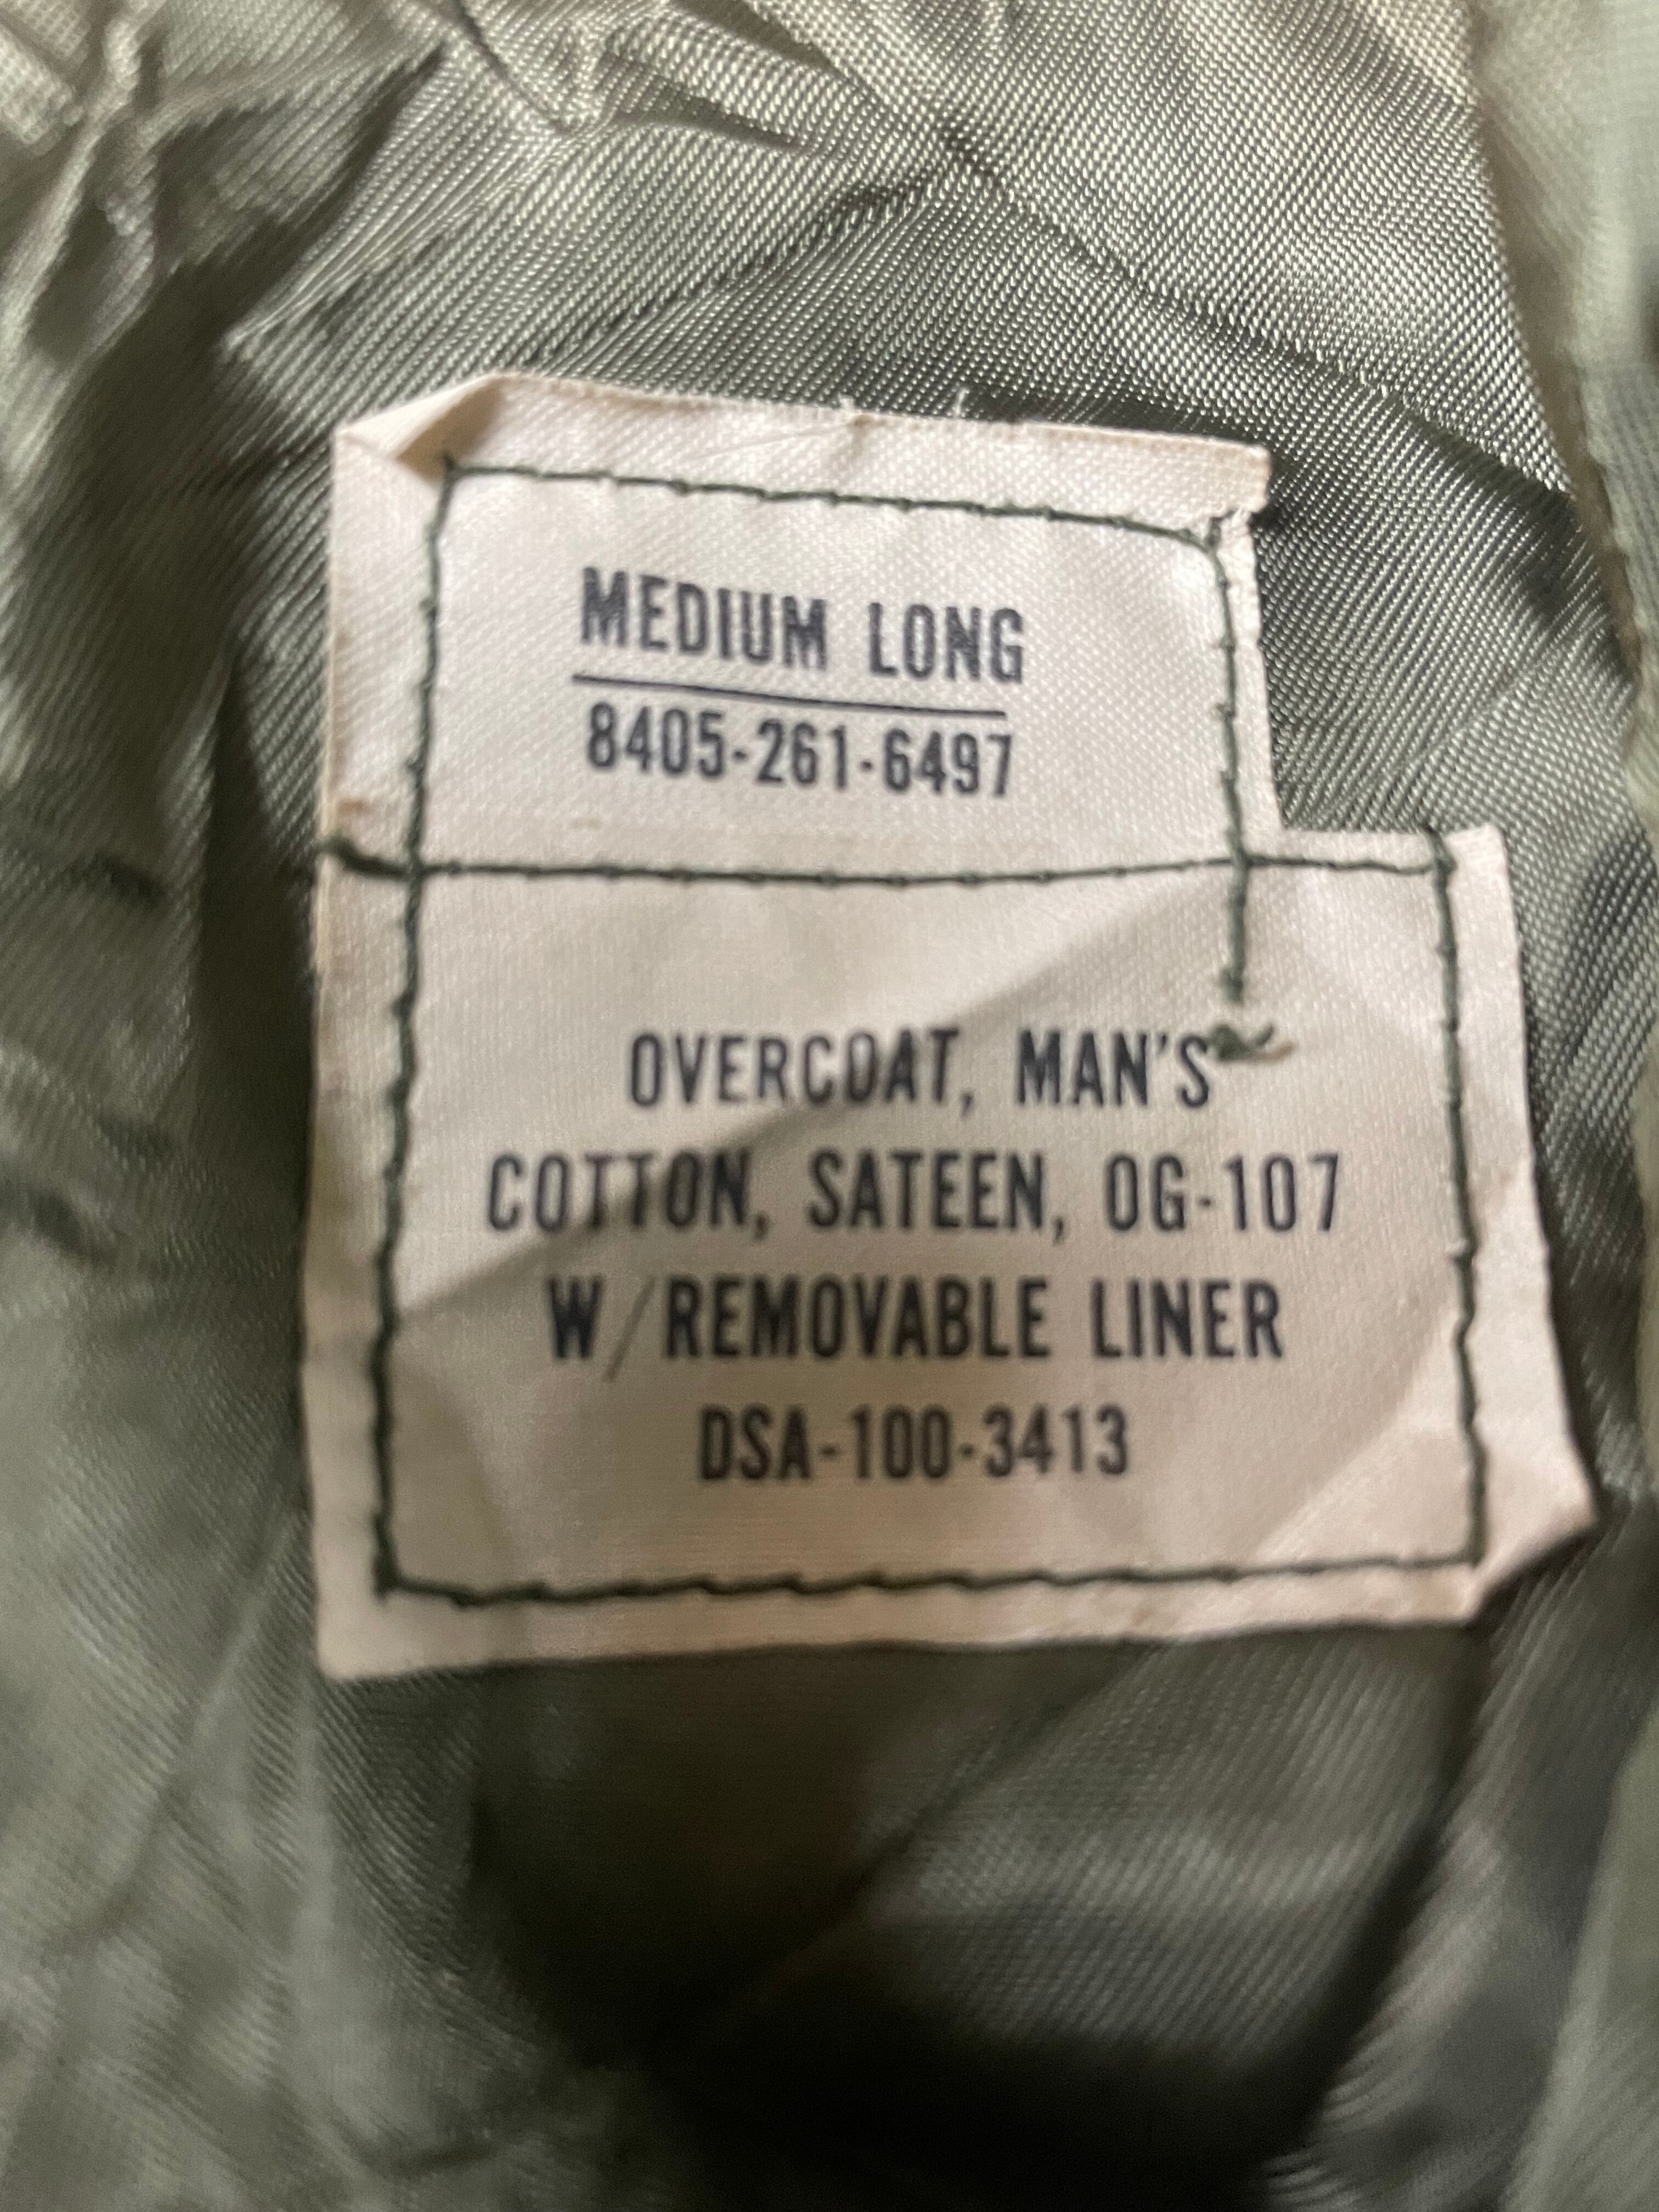 MEDIUM LONG
8405-261-6497
OVERCOAT, MAN'S
COTTON, SATEEN, OG-107
W/REMOVABLE LINER
DSA-100-3413